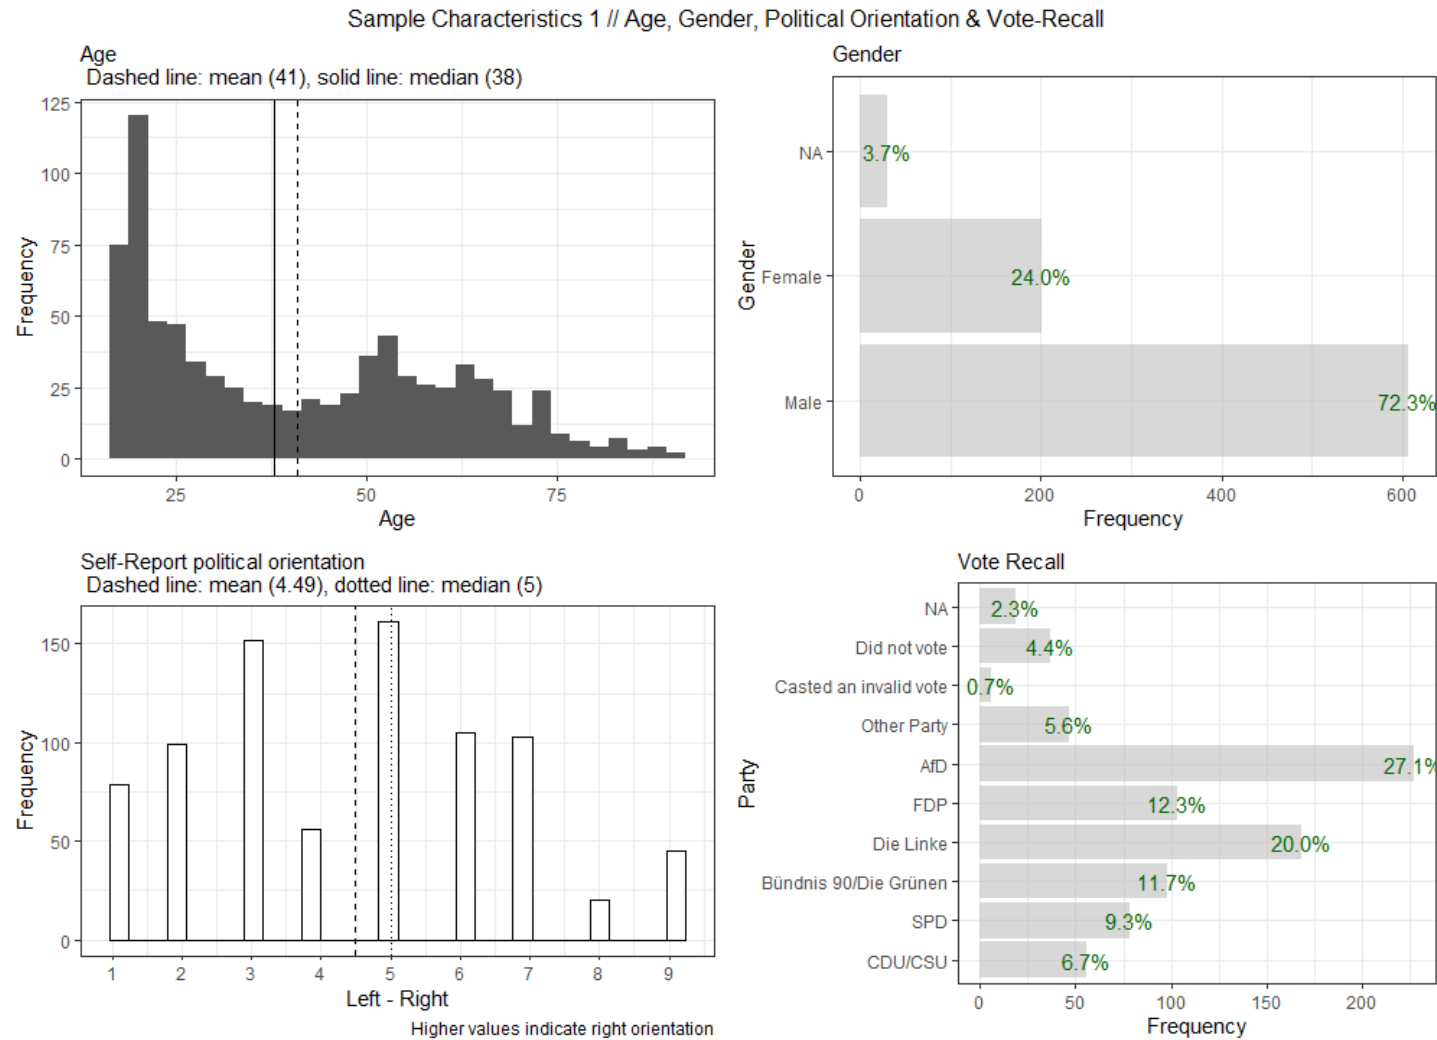 Sample Characteristics 1 // Age, Gender, Political Orientation & Vote-Recall
Age
Dashed line: mean (41), solid line: median (38)
125
100
75
50
25
0
Frequency
25 50 75
Age
Gender
NA
Female
Male
Gender
3.7%
24.0%
72.3%
0 200 400 600
Frequency
Self-Report political orientation
Dashed line: mean (4.49), dotted line: median (5)
150
100
50
0
Frequency
1 2 3 4 5 6 7 8 9
Left - Right
Higher values indicate right orientation
Vote Recall
Party
NA 2.3%
Did not vote 4.4%
Casted an invalid vote 0.7%
Other Party 5.6%
AfD 27.1%
FDP 12.3%
Die Linke 20.0%
Bündnis 90/Die Grünen 11.7%
SPD 9.3%
CDU/CSU 6.7%
0 50 100 150 200
Frequency